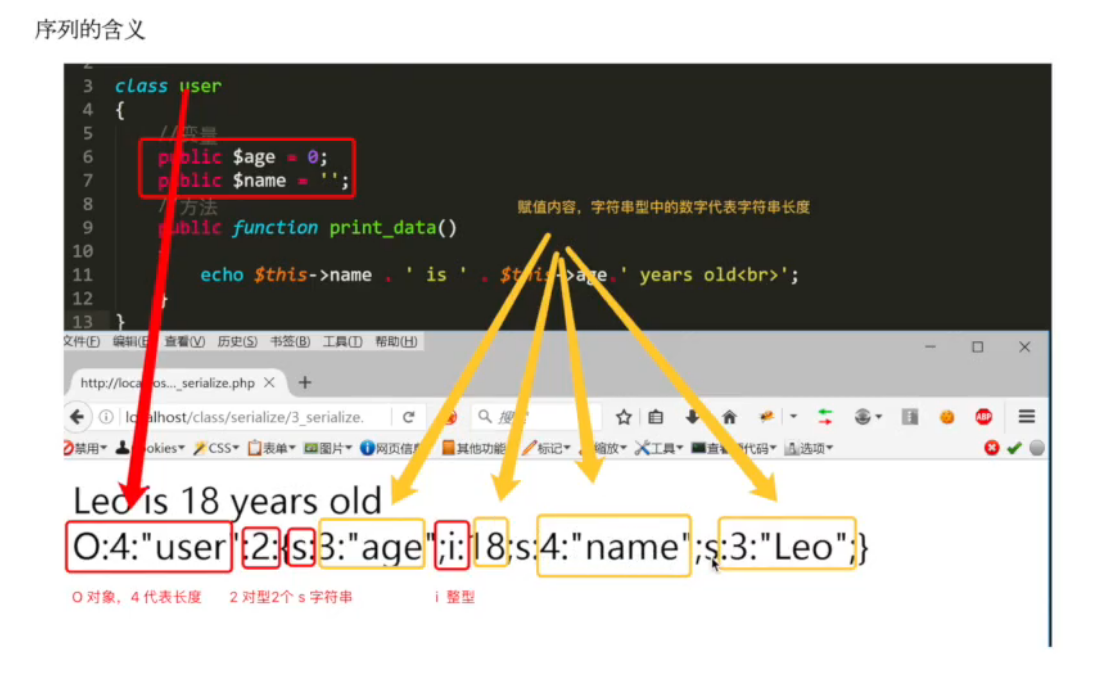 序列的含义
2
3 class user
4 {
5 //变量
6 public $age = 0;
7 public $name = '';
8 //方法
赋值内容，字符串型中的数字代表字符串长度
9 public function print_data()
10 {
11 echo $this->name . ' is ' . $this->age.' years old<br>';
12 }
13 }
文件(F) 编辑(E) 查看(V) 历史(S) 书签(B) 工具(T) 帮助(H)
http://localhos..._serialize.php
localhost/class/serialize/3_serialize.
禁用 Cookies CSS 表单 图片 网页信息 其他功能 标记 缩放 工具 查看源代码 选项
ABP
Leo is 18 years old
O:4:"user":2:{s:3:"age";i:18;s:4:"name";s:3:"Leo";}
O 对象，4 代表长度 2 对型2个 s 字符串 i 整型